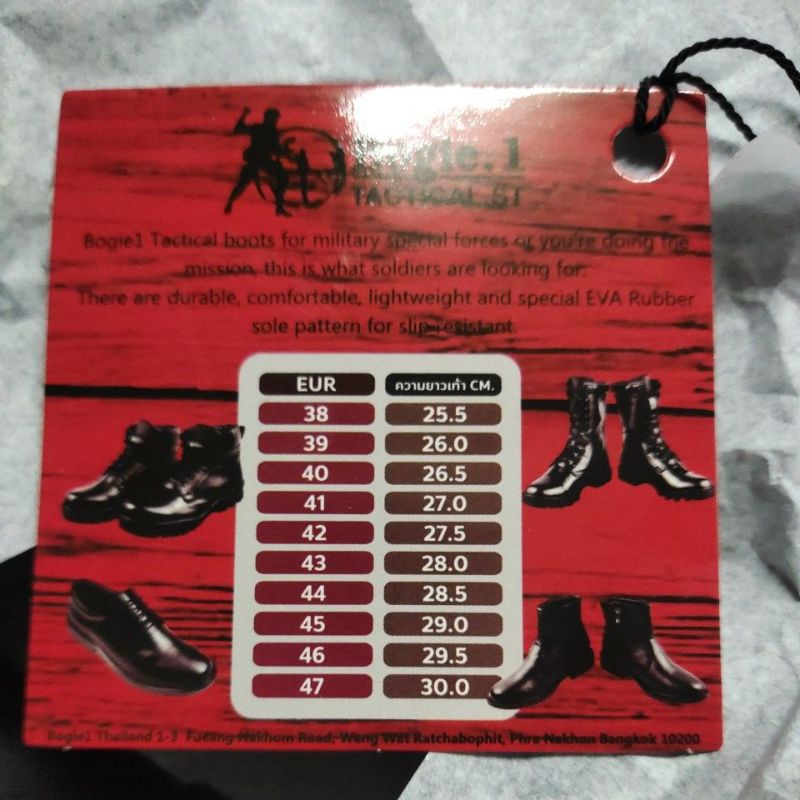 Bogie.1
TACTICAL ST
Bogie1 Tactical boots for military special forces or you're doing the
mission, this is what soldiers are looking for.
There are durable, comfortable, lightweight and special EVA Rubber
sole pattern for slip resistant.
EUR ความยาวเท้า CM.
38 25.5
39 26.0
40 26.5
41 27.0
42 27.5
43 28.0
44 28.5
45 29.0
46 29.5
47 30.0
Bogie1 Thailand 1-3 Fueang Nakhom Road, Wang Wat Ratchabophit, Phra Nakhon Bangkok 10200